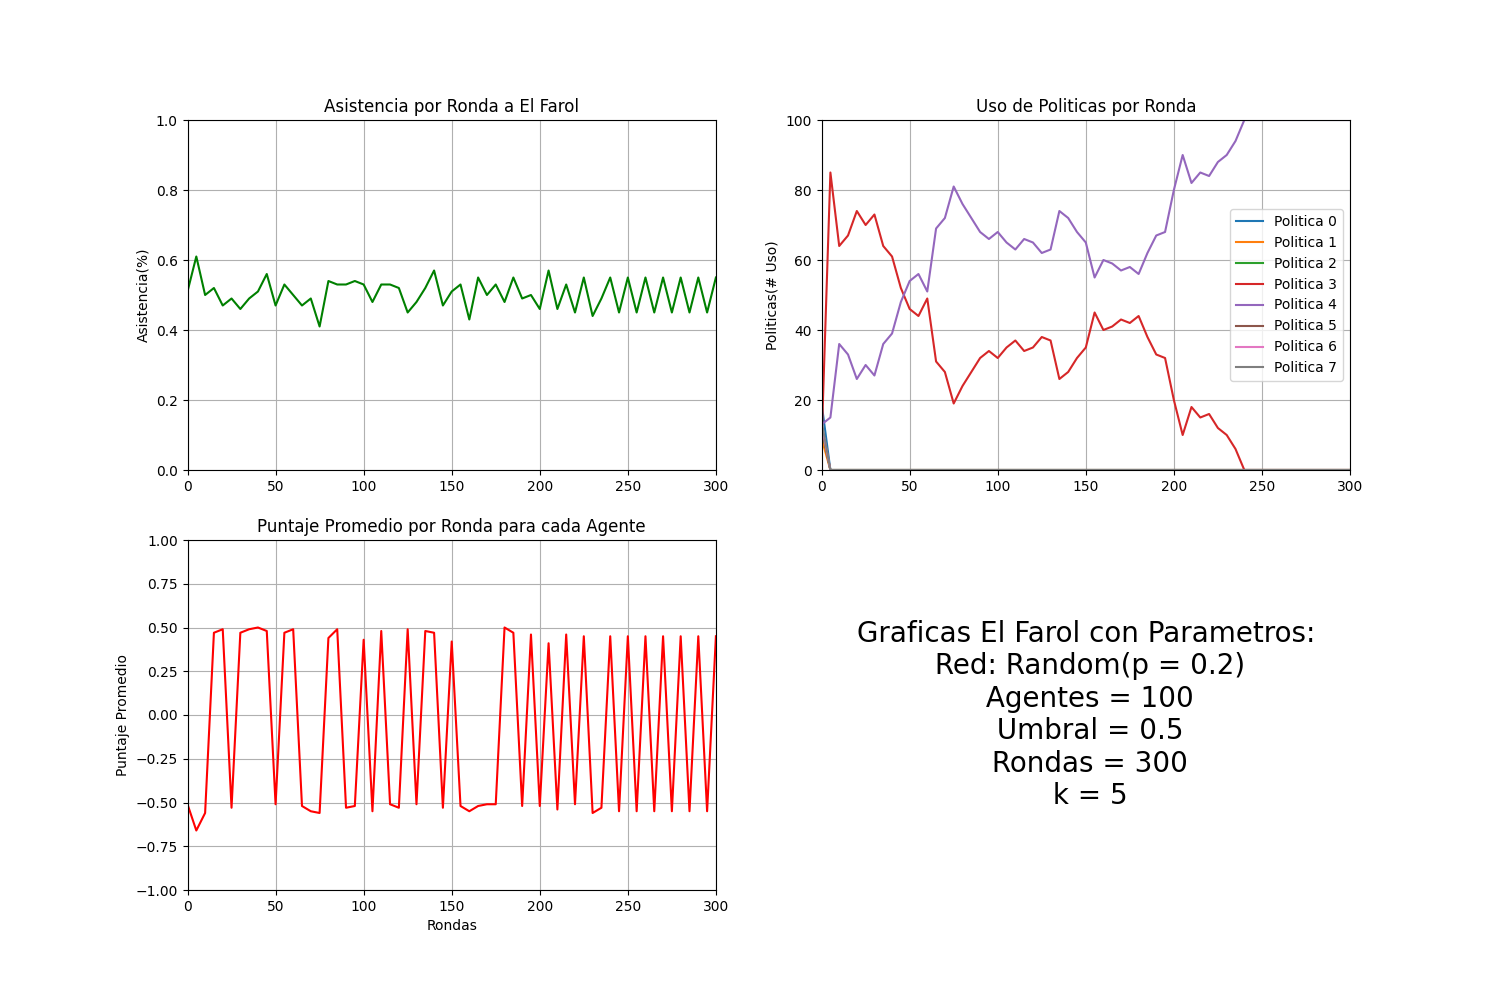 Asistencia por Ronda a El Farol
1.0
0.8
0.6
0.4
0.2
0.0
Asistencia(%)
0 50 100 150 200 250 300
Uso de Politicas por Ronda
100
80
60
40
20
0
Politicas(# Uso)
0 50 100 150 200 250 300
Politica 0
Politica 1
Politica 2
Politica 3
Politica 4
Politica 5
Politica 6
Politica 7
Puntaje Promedio por Ronda para cada Agente
1.00
0.75
0.50
0.25
0.00
−0.25
−0.50
−0.75
−1.00
Puntaje Promedio
0 50 100 150 200 250 300
Rondas
Graficas El Farol con Parametros:
Red: Random(p = 0.2)
Agentes = 100
Umbral = 0.5
Rondas = 300
k = 5